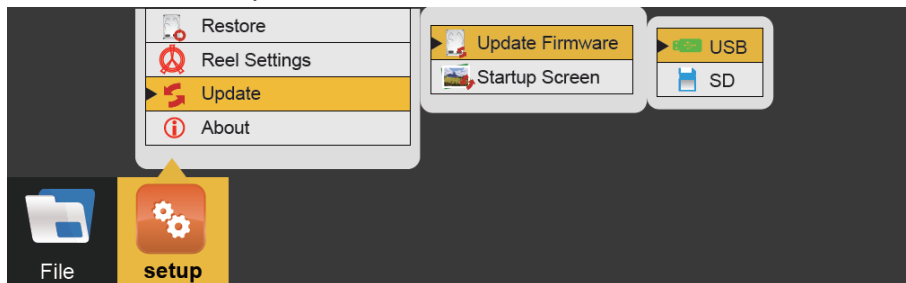 Restore
Reel Settings
Update
About
Update Firmware
Startup Screen
USB
SD
File
setup